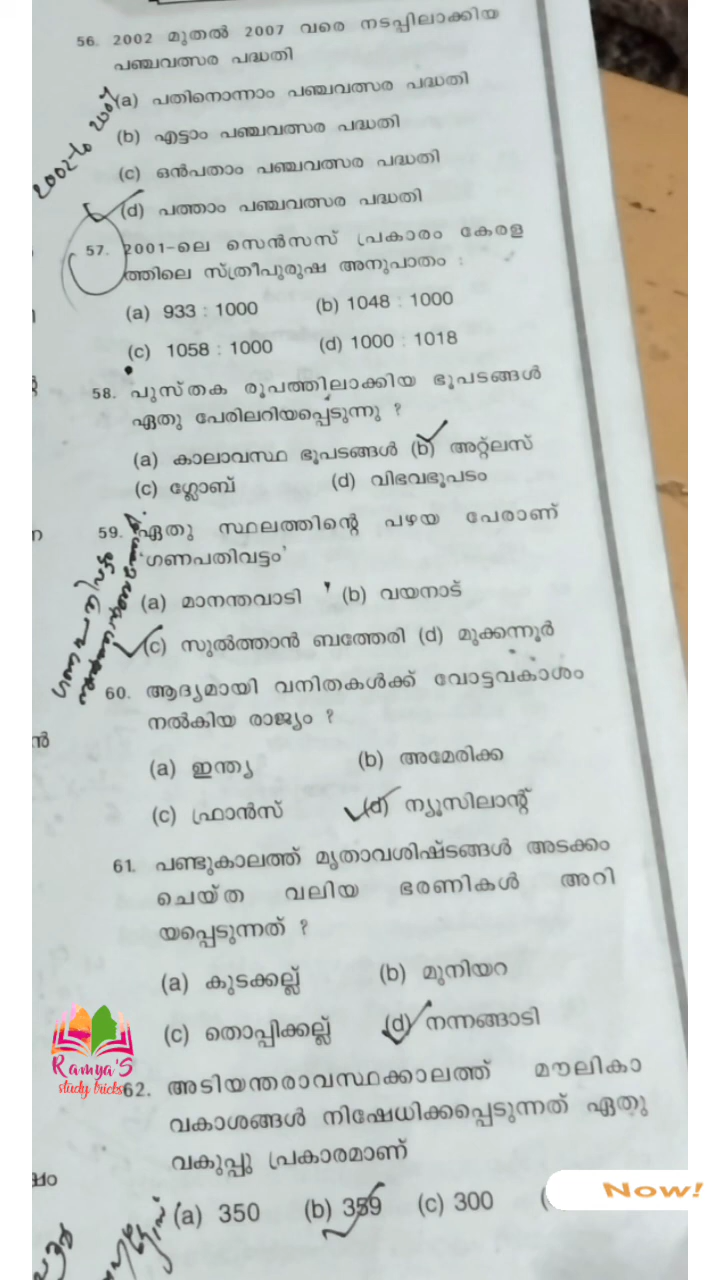 56. 2002 മുതൽ 2007 വരെ നടപ്പിലാക്കിയ
പഞ്ചവത്സര പദ്ധതി
(a) പതിനൊന്നാം പഞ്ചവത്സര പദ്ധതി
(b) എട്ടാം പഞ്ചവത്സര പദ്ധതി
(c) ഒൻപതാം പഞ്ചവത്സര പദ്ധതി
(d) പത്താം പഞ്ചവത്സര പദ്ധതി
57. 2001-ലെ സെൻസസ് പ്രകാരം കേരള
ത്തിലെ സ്ത്രീപുരുഷ അനുപാതം :
(a) 933 : 1000 (b) 1048 : 1000
(c) 1058 : 1000 (d) 1000 : 1018
58. പുസ്തക രൂപത്തിലാക്കിയ ഭൂപടങ്ങൾ
ഏതു പേരിലറിയപ്പെടുന്നു ?
(a) കാലാവസ്ഥ ഭൂപടങ്ങൾ (b) അറ്റ്ലസ്
(c) ഗ്ലോബ് (d) വിഭവഭൂപടം
59. ഏതു സ്ഥലത്തിന്റെ പഴയ പേരാണ്
'ഗണപതിവട്ടം'
(a) മാനന്തവാടി (b) വയനാട്
(c) സുൽത്താൻ ബത്തേരി (d) മുക്കന്നൂർ
60. ആദ്യമായി വനിതകൾക്ക് വോട്ടവകാശം
നൽകിയ രാജ്യം ?
(a) ഇന്ത്യ (b) അമേരിക്ക
(c) ഫ്രാൻസ് (d) ന്യൂസിലാന്റ്
61. പണ്ടുകാലത്ത് മൃതാവശിഷ്ടങ്ങൾ അടക്കം
ചെയ്ത വലിയ ഭരണികൾ അറി
യപ്പെടുന്നത് ?
(a) കുടക്കല്ല് (b) മുനിയറ
(c) തൊപ്പിക്കല്ല് (d) നന്നങ്ങാടി
62. അടിയന്തരാവസ്ഥക്കാലത്ത് മൗലികാ
വകാശങ്ങൾ നിഷേധിക്കപ്പെടുന്നത് ഏതു
വകുപ്പു പ്രകാരമാണ്
(a) 350 (b) 359 (c) 300 (
2002-to 2007
Ramya'S
study bricks
Now!